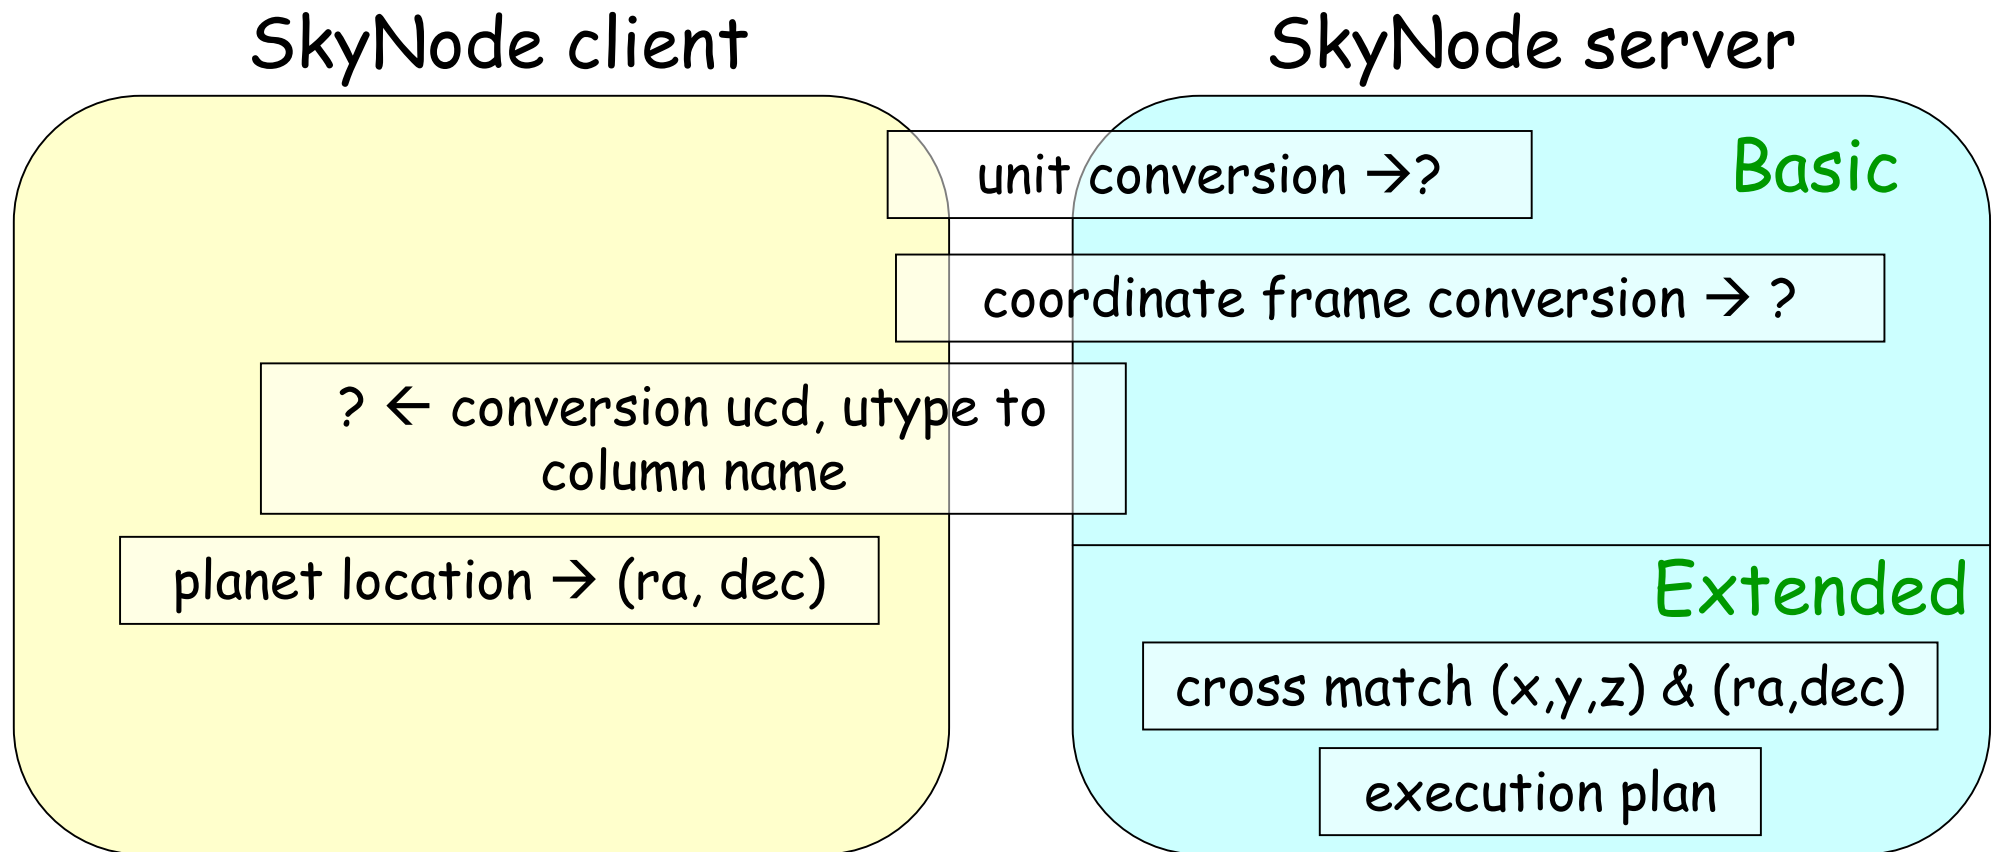 SkyNode client
SkyNode server
unit conversion →?
Basic
coordinate frame conversion → ?
? ← conversion ucd, utype to
column name
planet location → (ra, dec)
Extended
cross match (x,y,z) & (ra,dec)
execution plan